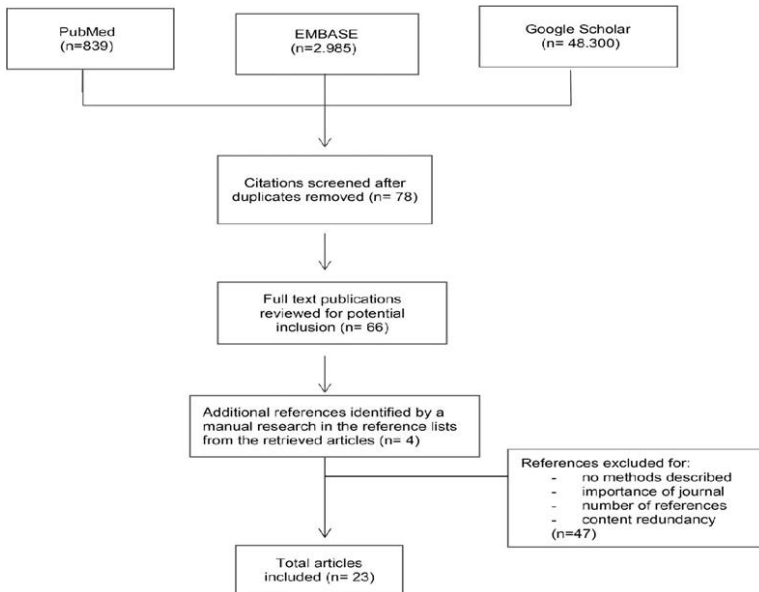 PubMed
(n=839)
EMBASE
(n=2.985)
Google Scholar
(n= 48.300)
Citations screened after
duplicates removed (n= 78)
Full text publications
reviewed for potential
inclusion (n= 66)
Additional references identified by a
manual research in the reference lists
from the retrieved articles (n= 4)
References excluded for:
- no methods described
- importance of journal
- number of references
- content redundancy
(n=47)
Total articles
included (n= 23)